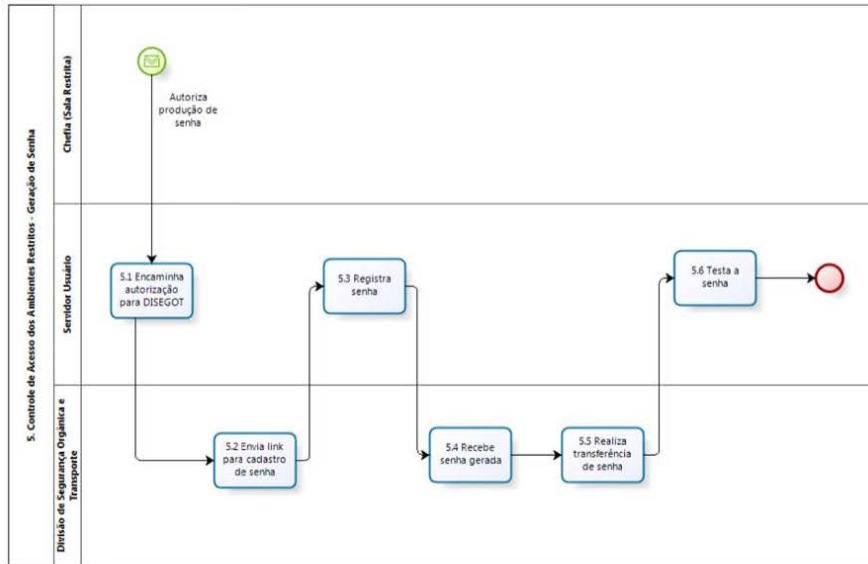 5. Controle de Acesso dos Ambientes Restritos - Geração de Senha
Chefia (Sala Restrita)
Autoriza
produção de
senha
Servidor Usuário
5.1 Encaminha
autorização
para DISEGOT
5.3 Registra
senha
5.6 Testa a
senha
Divisão de Segurança Orgânica e
Transporte
5.2 Envia link
para cadastro
de senha
5.4 Recebe
senha gerada
5.5 Realiza
transferência
de senha